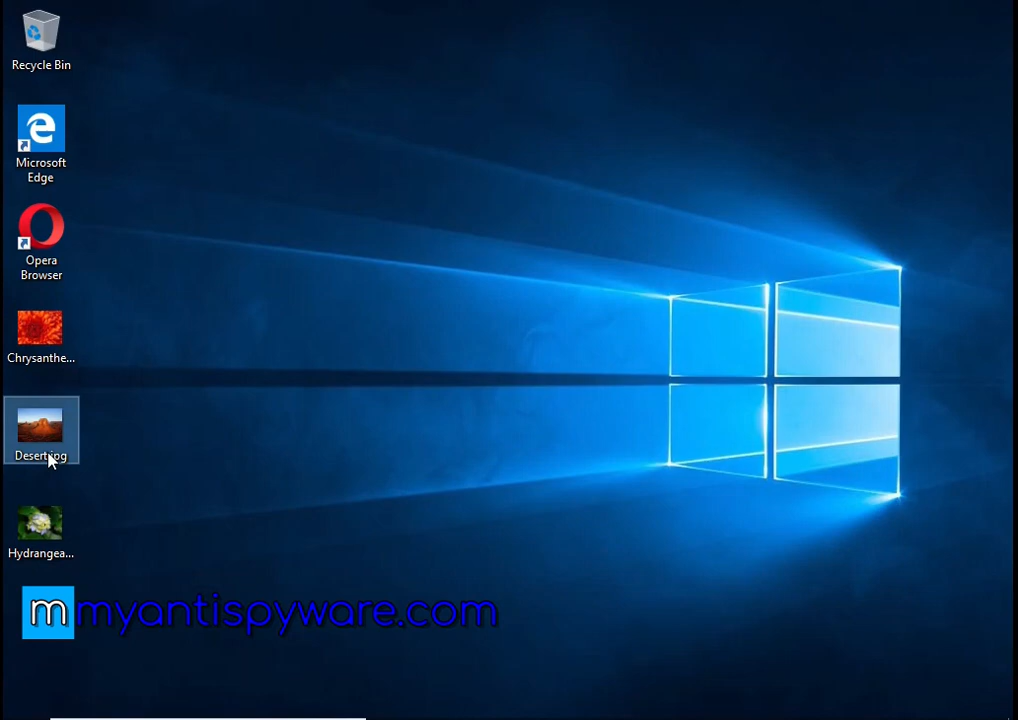 Recycle Bin
Microsoft
Edge
Opera
Browser
Chrysanthe...
Desert.jpg
Hydrangea...
m myantispyware.com